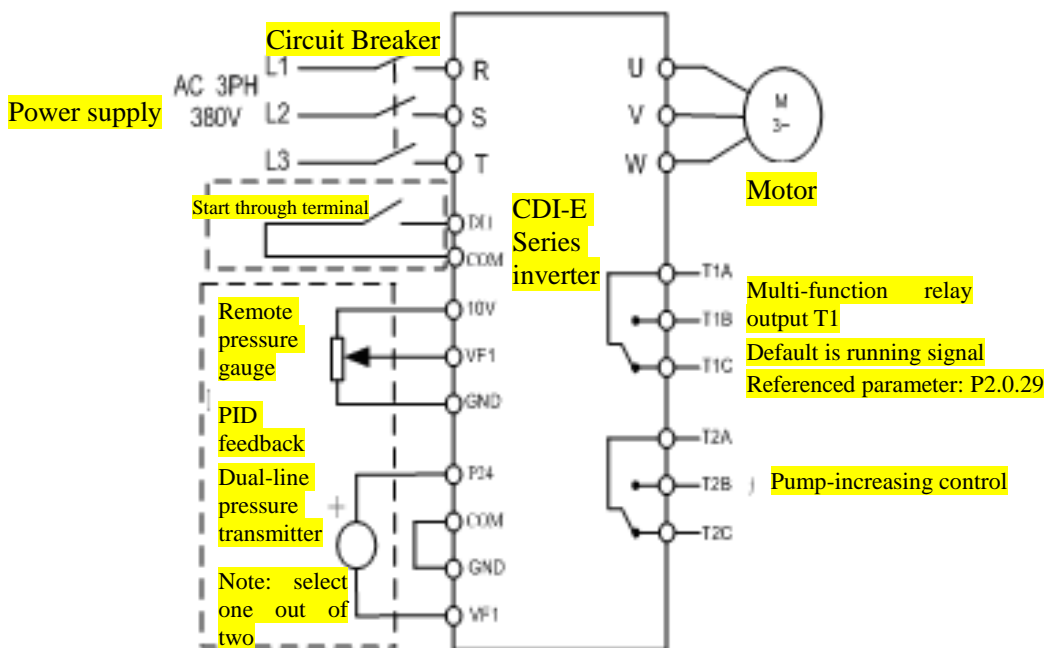 Circuit Breaker
L1
R
U
AC 3PH
Power supply
380V
L2
S
V
M
3~
L3
T
W
Motor
Start through terminal
DI1
CDI-E
Series
inverter
COM
T1A
Remote
pressure
gauge
10V
T1B
Multi-function relay
output T1
VF1
T1C
Default is running signal
Referenced parameter: P2.0.29
GND
PID
feedback
T2A
Dual-line
pressure
transmitter
+
P24
T2B
Pump-increasing control
COM
T2C
Note: select
one out of
two
GND
VF1